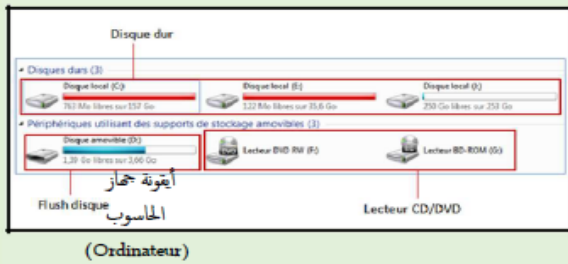 Disque dur
Disques durs (3)
Disque local (C:) Disque local (E:) Disque local (I:)
763 Mo libres sur 157 Go 122 Mo libres sur 35,6 Go 250 Go libres sur 253 Go
Périphériques utilisant des supports de stockage amovibles (3)
Disque amovible (D:)
Lecteur DVD RW (F:) Lecteur BD-ROM (G:)
1,39 Go libres sur 3,66 Go
أيقونة جهاز
Flush disque
الحاسوب
Lecteur CD/DVD
(Ordinateur)